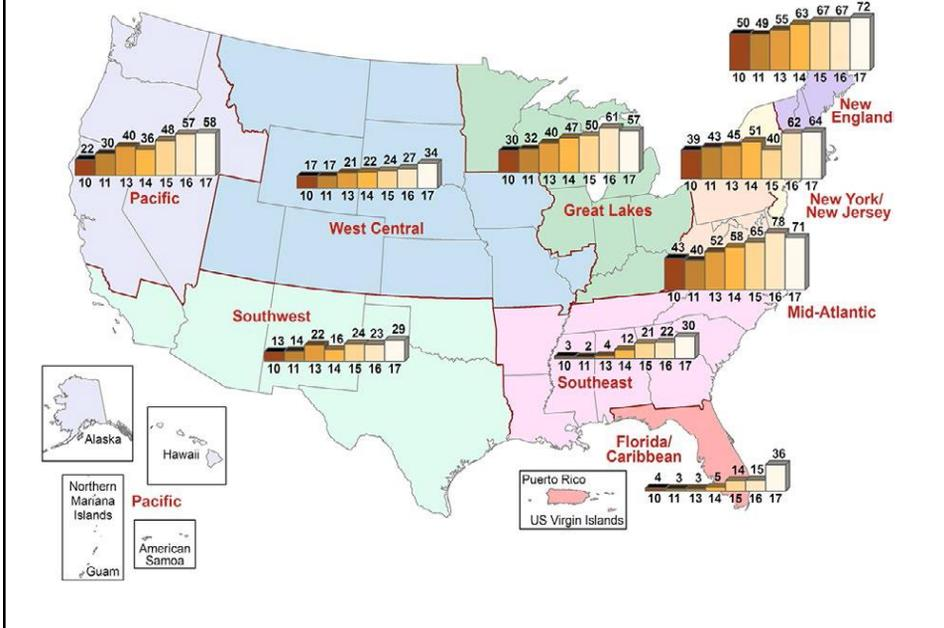 50 49 55 63 67 67 72
10 11 13 14 15 16 17
New
England
22 30 40 36 48 57 58
10 11 13 14 15 16 17
Pacific
17 17 21 22 24 27 34
10 11 13 14 15 16 17
West Central
30 32 40 47 50 61 57
10 11 13 14 15 16 17
Great Lakes
39 43 45 51 40 62 64
10 11 13 14 15 16 17
New York/
New Jersey
43 40 52 58 65 78 71
10 11 13 14 15 16 17
Mid-Atlantic
Southwest
13 14 22 16 24 23 29
10 11 13 14 15 16 17
3 2 4 12 21 22 30
10 11 13 14 15 16 17
Southeast
Florida/
Caribbean
4 3 3 5 14 15 36
10 11 13 14 15 16 17
Alaska
Hawaii
Northern
Mariana
Islands
Guam
Pacific
American
Samoa
Puerto Rico
US Virgin Islands